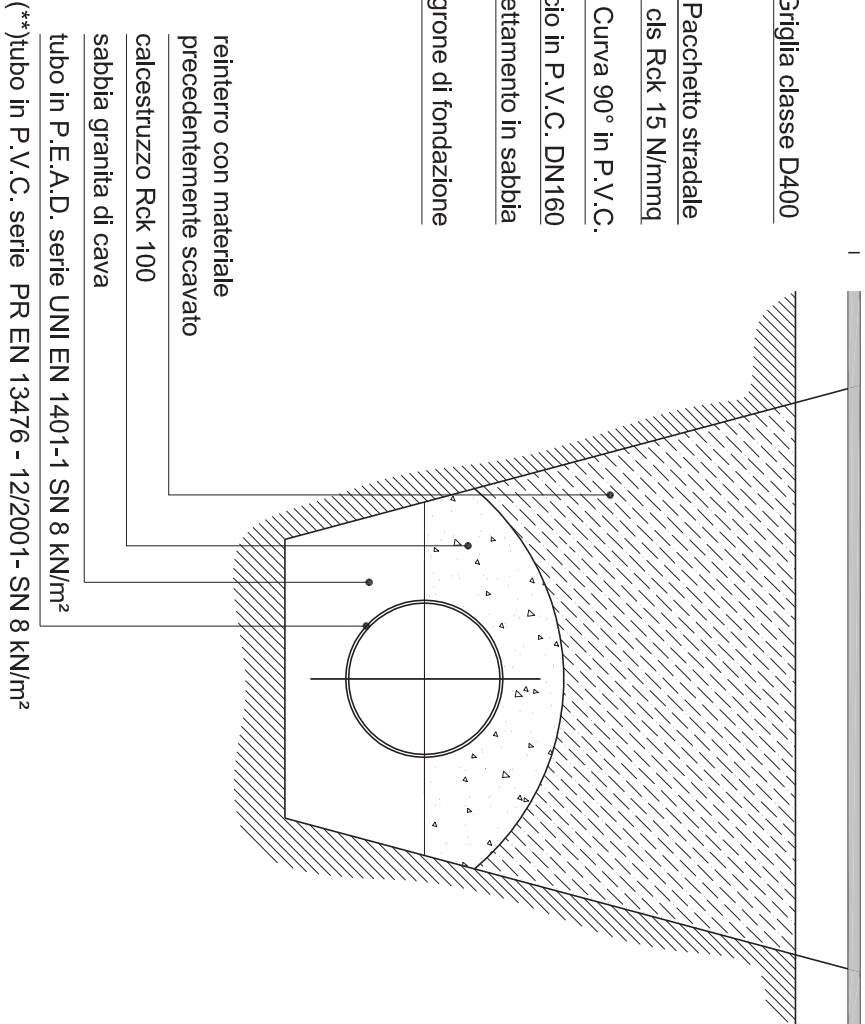 Griglia classe D400
Pacchetto stradale
cls Rck 15 N/mmq
Curva 90° in P.V.C.
cio in P.V.C. DN160
ettamento in sabbia
grone di fondazione
reinterro con materiale
precedentemente scavato
calcestruzzo Rck 100
sabbia granita di cava
tubo in P.E.A.D. serie UNI EN 1401-1 SN 8 kN/m²
(**)tubo in P.V.C. serie PR EN 13476 - 12/2001- SN 8 kN/m²